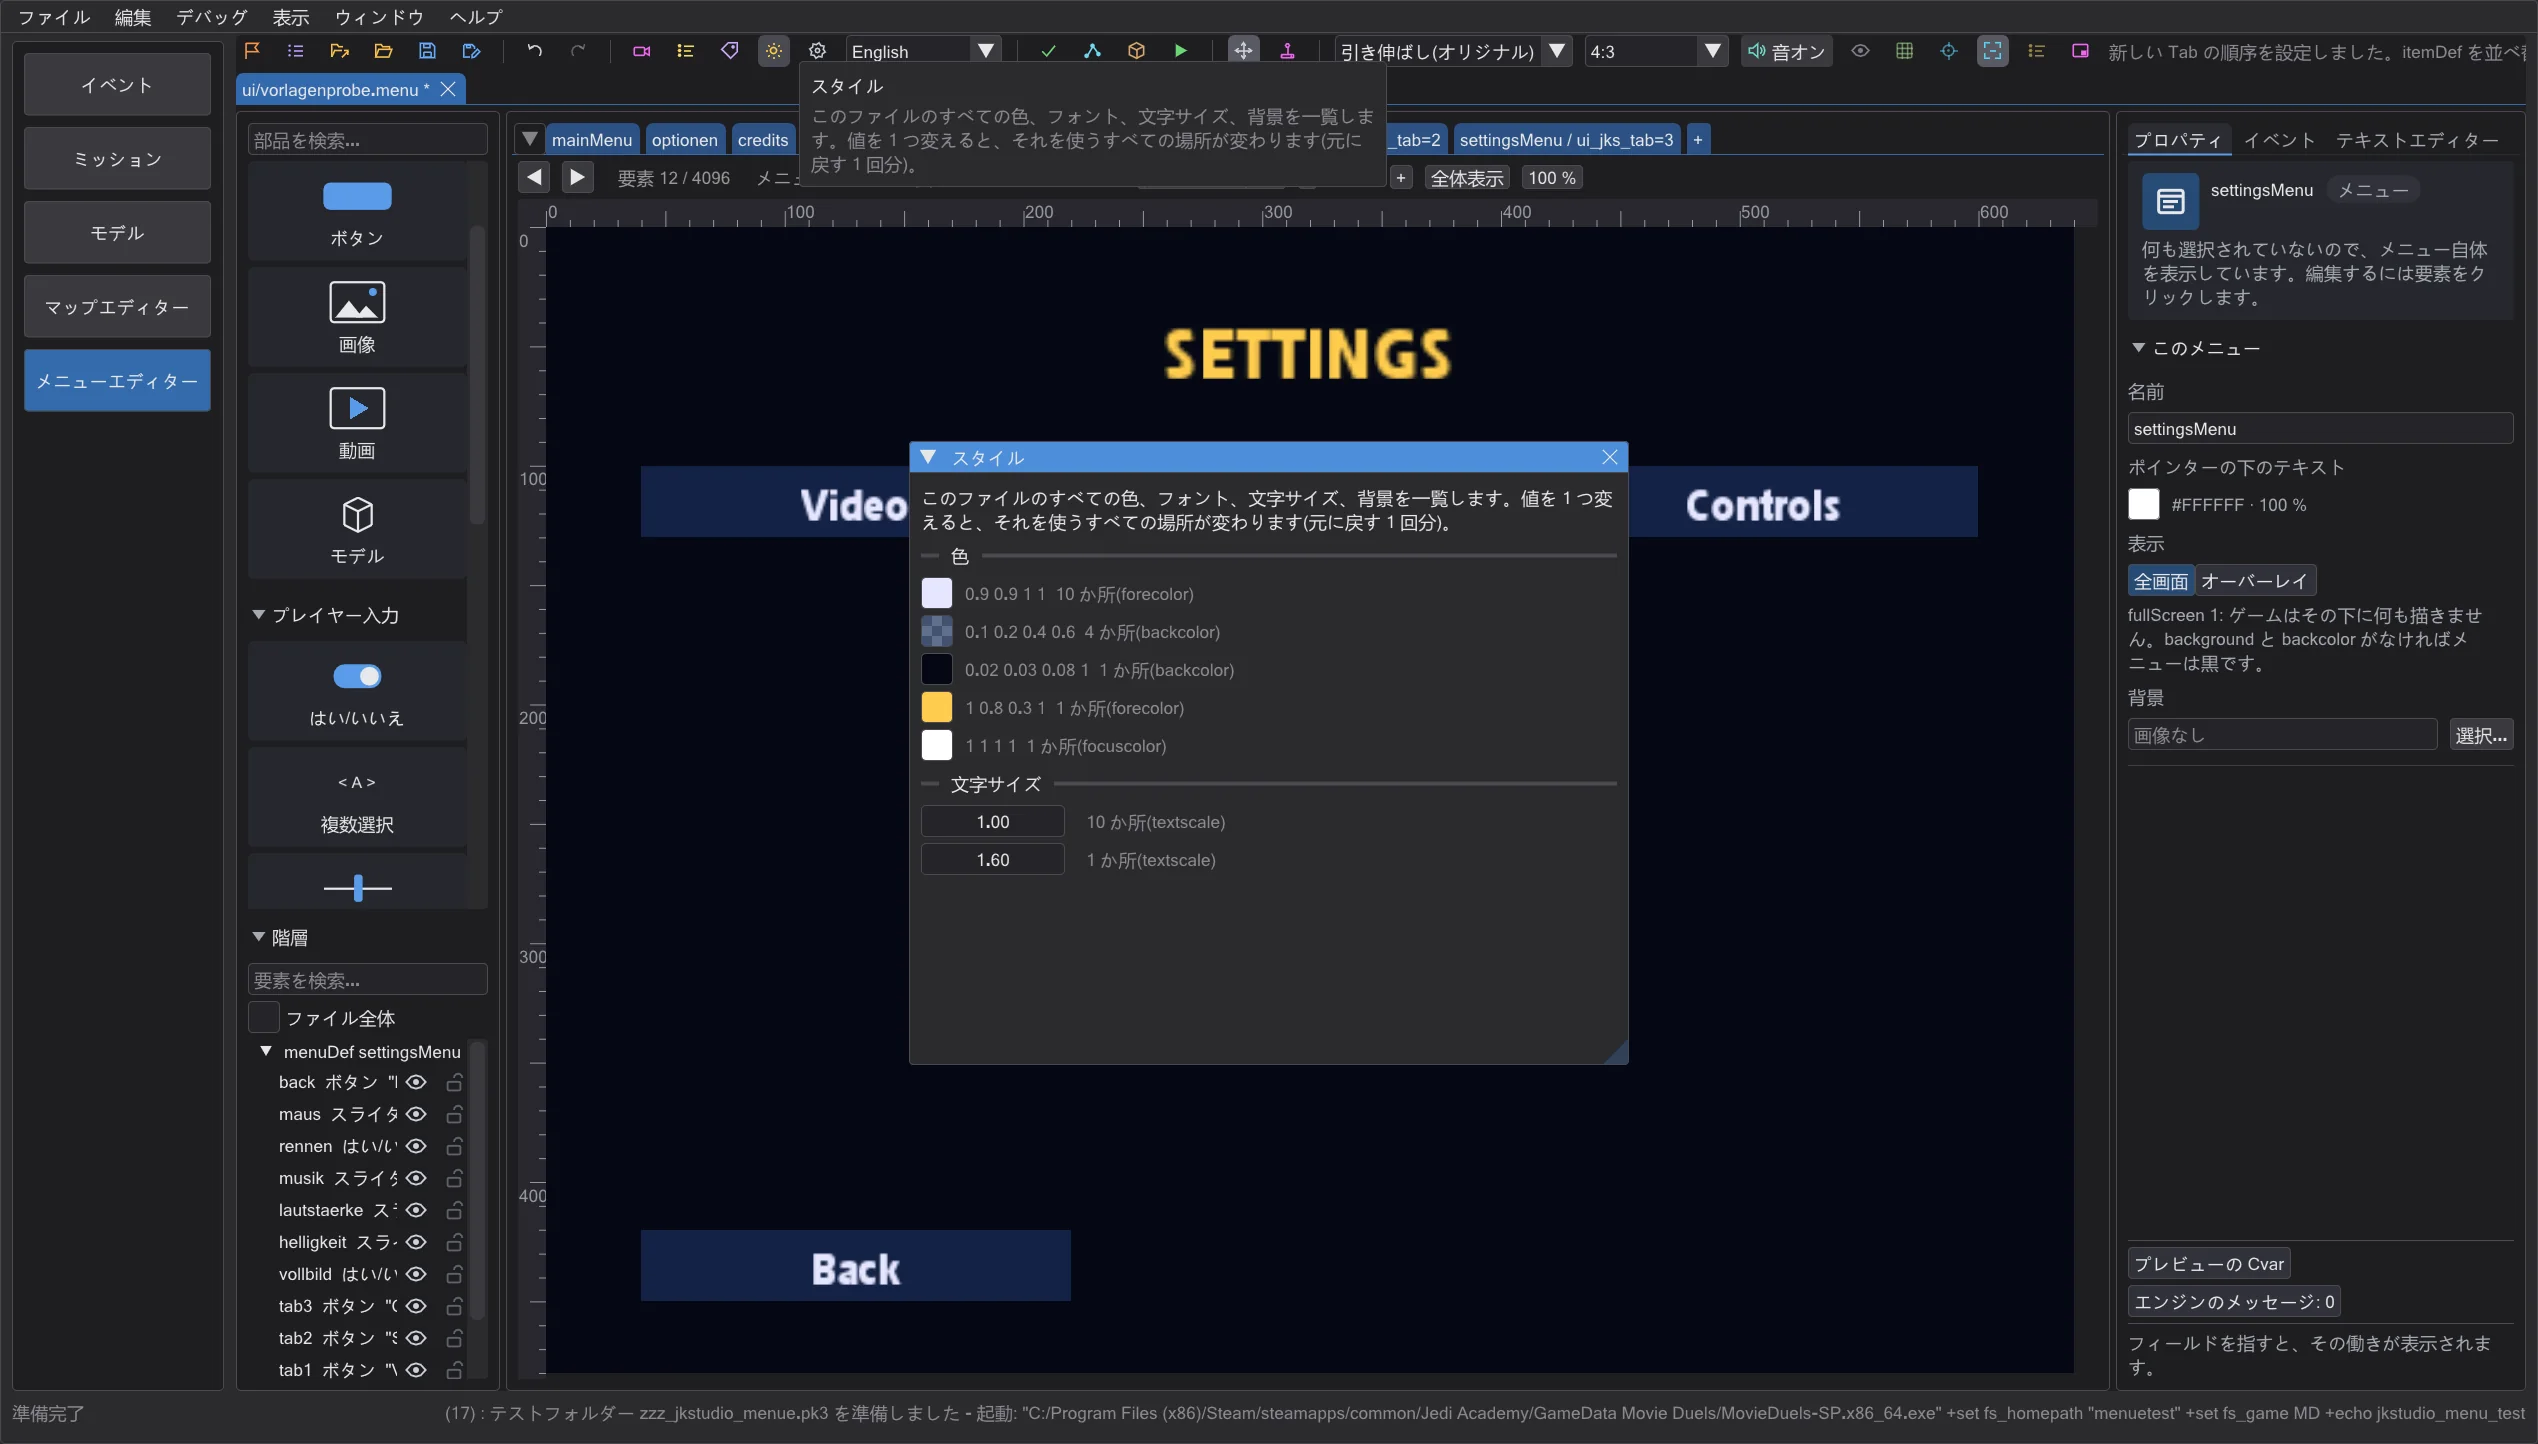 ファイル 編集 デバッグ 表示 ウィンドウ ヘルプ
English
引き伸ばし(オリジナル)
4:3
音オン
新しい Tab の順序を設定しました。itemDef を並べ
イベント
ミッション
モデル
マップエディター
メニューエディター
ui/vorlagenprobe.menu *
スタイル
このファイルのすべての色、フォント、文字サイズ、背景を一覧しま
す。値を 1 つ変えると、それを使うすべての場所が変わります(元に
戻す 1 回分)。
部品を検索...
ボタン
画像
動画
モデル
プレイヤー入力
はい/いいえ
< A >
複数選択
階層
要素を検索...
ファイル全体
menuDef settingsMenu
back ボタン
maus スライダ
rennen はい/い
musik スライダ
lautstaerke ス
helligkeit スラ
vollbild はい/い
tab3 ボタン
tab2 ボタン
tab1 ボタン
mainMenu
optionen
credits
_tab=2
settingsMenu / ui_jks_tab=3
+
要素 12 / 4096
メニ
+
全体表示
100 %
0 100 200 300 400 500 600
0
100
200
300
400
SETTINGS
Video
Controls
Back
スタイル
このファイルのすべての色、フォント、文字サイズ、背景を一覧します。値を 1 つ変
えると、それを使うすべての場所が変わります(元に戻す 1 回分)。
色
0.9 0.9 1 1 10 か所(forecolor)
0.1 0.2 0.4 0.6 4 か所(backcolor)
0.02 0.03 0.08 1 1 か所(backcolor)
1 0.8 0.3 1 1 か所(forecolor)
1 1 1 1 1 か所(focuscolor)
文字サイズ
1.00 10 か所(textscale)
1.60 1 か所(textscale)
プロパティ イベント テキストエディター
settingsMenu メニュー
何も選択されていないので、メニュー自体
を表示しています。編集するには要素をク
リックします。
このメニュー
名前
settingsMenu
ポインターの下のテキスト
#FFFFFF · 100 %
表示
全画面 オーバーレイ
fullScreen 1: ゲームはその下に何も描きませ
ん。background と backcolor がなければメ
ニューは黒です。
背景
画像なし
選択...
プレビューの Cvar
エンジンのメッセージ: 0
フィールドを指すと、その働きが表示されま
す。
準備完了
(17) : テストフォルダー zzz_jkstudio_menue.pk3 を準備しました - 起動: "C:/Program Files (x86)/Steam/steamapps/common/Jedi Academy/GameData Movie Duels/MovieDuels-SP.x86_64.exe" +set fs_homepath "menuetest" +set fs_game MD +echo jkstudio_menu_test